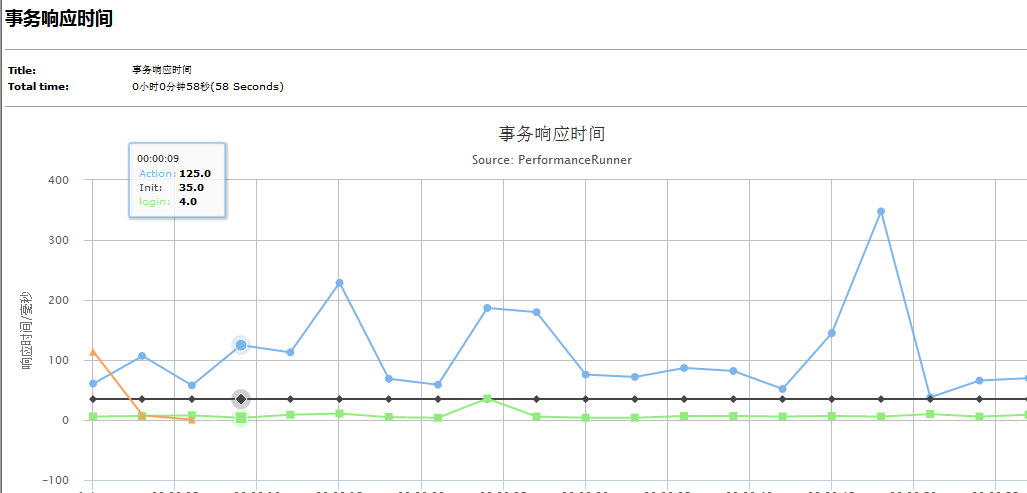 事务响应时间
Title: 事务响应时间
Total time: 0小时0分钟58秒(58 Seconds)
事务响应时间
Source: PerformanceRunner
00:00:09
Action: 125.0
Init: 35.0
login: 4.0
响应时间/毫秒
400
300
200
100
0
-100